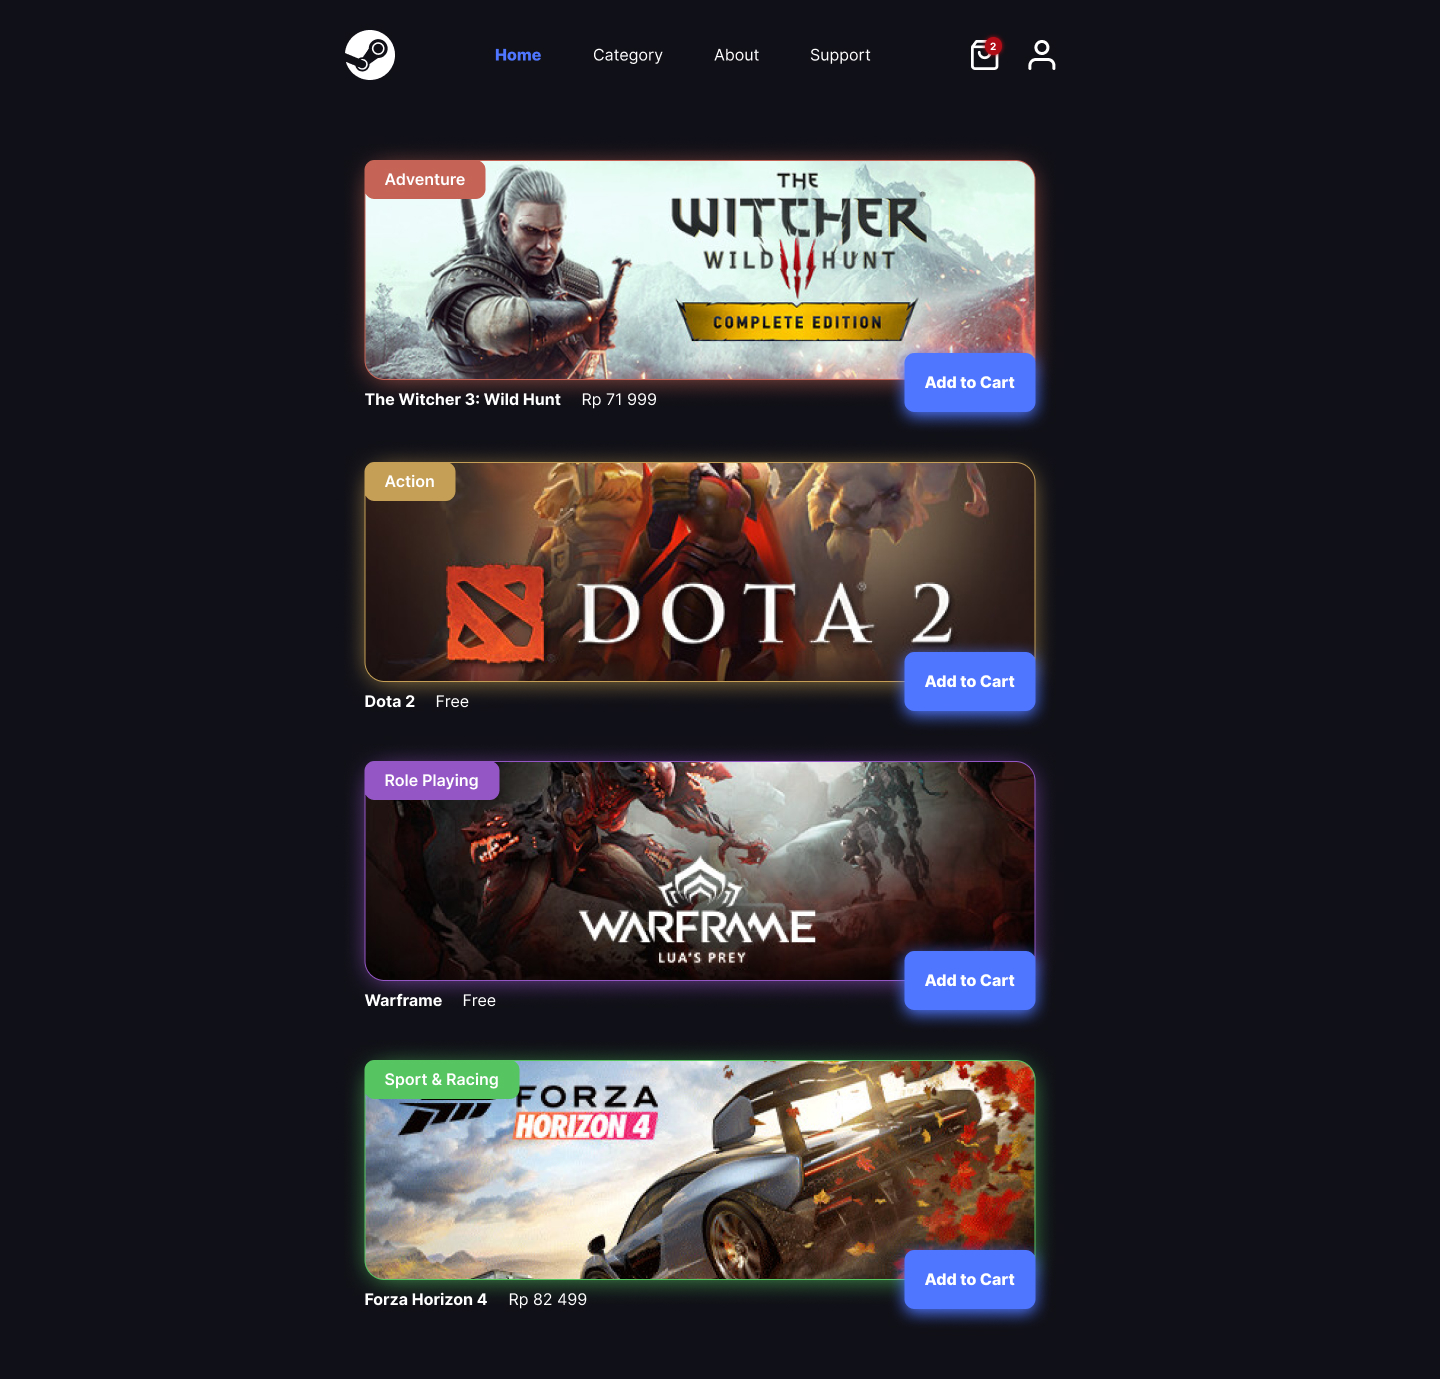 Home
Category
About
Support
2
Adventure
THE
WITCHER
WILD HUNT
COMPLETE EDITION
Add to Cart
The Witcher 3: Wild Hunt
Rp 71 999
Action
DOTA 2
Add to Cart
Dota 2
Free
Role Playing
WARFRAME
LUA'S PREY
Add to Cart
Warframe
Free
Sport & Racing
FORZA
HORIZON 4
Add to Cart
Forza Horizon 4
Rp 82 499